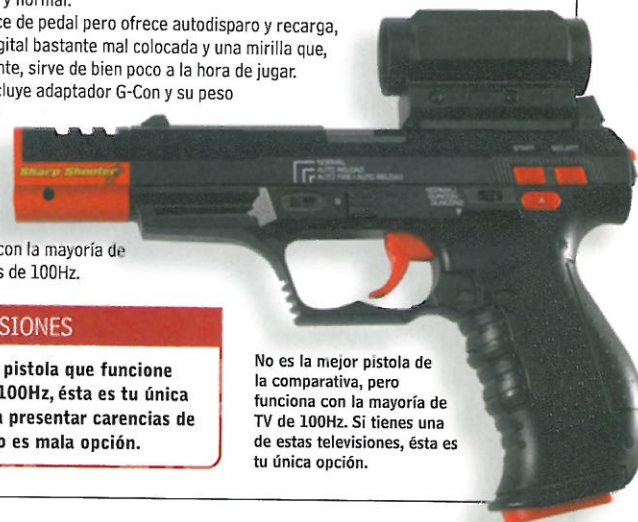 y normal.
ce de pedal pero ofrece autodisparo y recarga,
gital bastante mal colocada y una mirilla que,
nte, sirve de bien poco a la hora de jugar.
cluye adaptador G-Con y su peso
Sharp Shooter
NORMAL
AUTO RELOAD
AUTO FIRE + AUTO RELOAD
START SELECT
A
B
con la mayoría de
s de 100Hz.
SIONES
pistola que funcione
100Hz, ésta es tu única
a presentar carencias de
o es mala opción.
No es la mejor pistola de
la comparativa, pero
funciona con la mayoría de
TV de 100Hz. Si tienes una
de estas televisiones, ésta es
tu única opción.